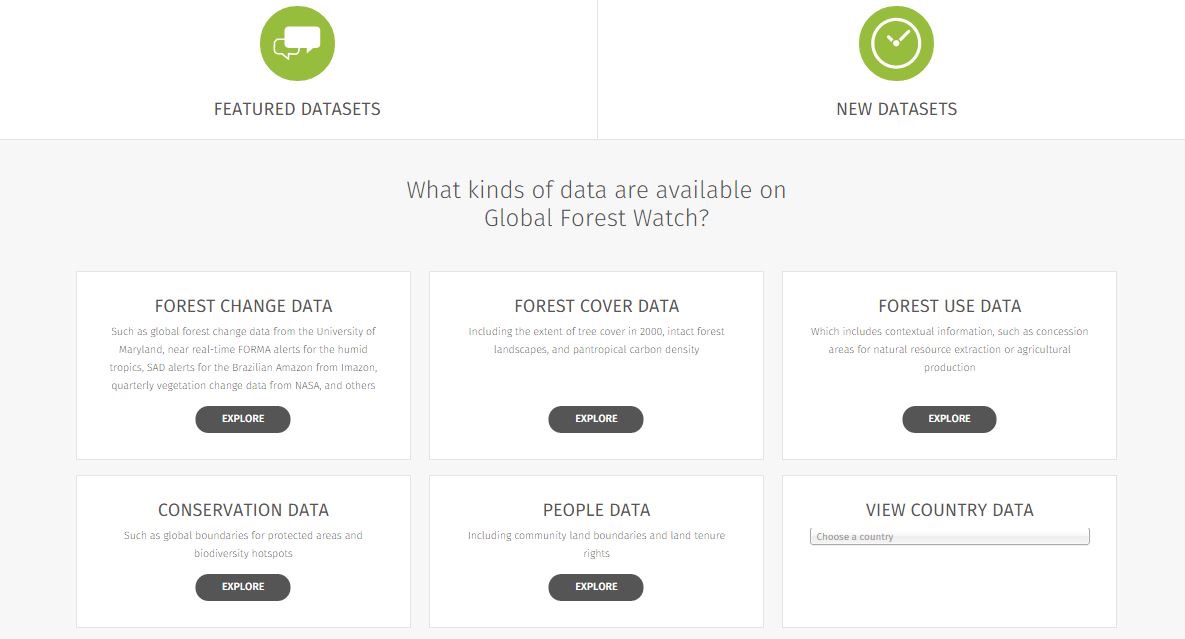 FEATURED DATASETS
NEW DATASETS
What kinds of data are available on
Global Forest Watch?
FOREST CHANGE DATA
Such as global forest change data from the University of
Maryland, near real-time FORMA alerts for the humid
tropics, SAD alerts for the Brazilian Amazon from Imazon,
quarterly vegetation change data from NASA, and others
EXPLORE
FOREST COVER DATA
Including the extent of tree cover in 2000, intact forest
landscapes, and pantropical carbon density
EXPLORE
FOREST USE DATA
Which includes contextual information, such as concession
areas for natural resource extraction or agricultural
production
EXPLORE
CONSERVATION DATA
Such as global boundaries for protected areas and
biodiversity hotspots
EXPLORE
PEOPLE DATA
Including community land boundaries and land tenure
rights
EXPLORE
VIEW COUNTRY DATA
Choose a country